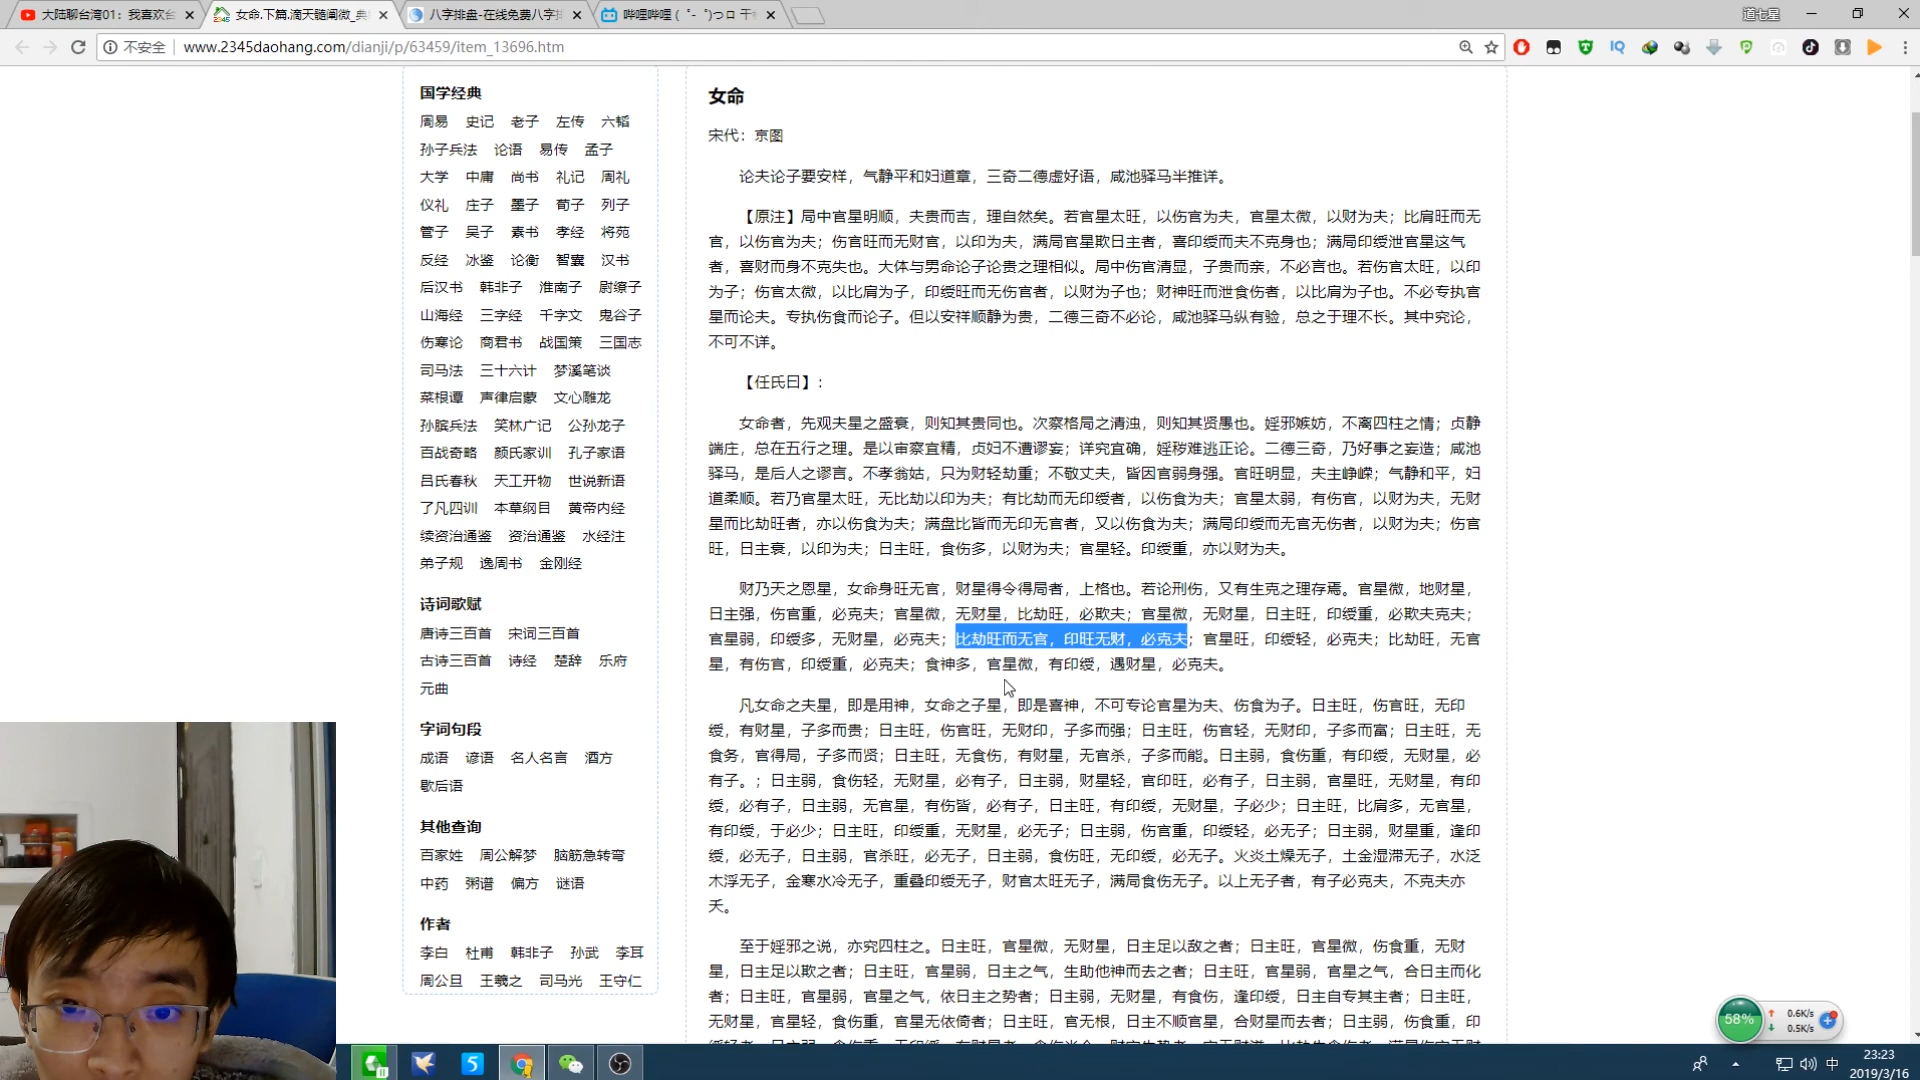 大陆聊台湾01：我喜欢台
女命.下篇.滴天髓阐微_典
八字排盘-在线免费八字排
哔哩哔哩 (゜-゜)つロ 干
道七星
不安全
www.2345daohang.com/dianji/p/63459/item_13696.htm
国学经典
周易 史记 老子 左传 六韬
孙子兵法 论语 易传 孟子
大学 中庸 尚书 礼记 周礼
仪礼 庄子 墨子 荀子 列子
管子 吴子 素书 孝经 将苑
反经 冰鉴 论衡 智囊 汉书
后汉书 韩非子 淮南子 尉缭子
山海经 三字经 千字文 鬼谷子
伤寒论 商君书 战国策 三国志
司马法 三十六计 梦溪笔谈
菜根谭 声律启蒙 文心雕龙
孙膑兵法 笑林广记 公孙龙子
百战奇略 颜氏家训 孔子家语
吕氏春秋 天工开物 世说新语
了凡四训 本草纲目 黄帝内经
续资治通鉴 资治通鉴 水经注
弟子规 逸周书 金刚经
诗词歌赋
唐诗三百首 宋词三百首
古诗三百首 诗经 楚辞 乐府
元曲
字词句段
成语 谚语 名人名言 酒方
歇后语
其他查询
百家姓 周公解梦 脑筋急转弯
中药 粥谱 偏方 谜语
作者
李白 杜甫 韩非子 孙武 李耳
周公旦 王羲之 司马光 王守仁
女命
宋代：京图
论夫论子要安样，气静平和妇道章，三奇二德虚好语，咸池驿马半推详。
【原注】局中官星明顺，夫贵而吉，理自然矣。若官星太旺，以伤官为夫，官星太微，以财为夫；比肩旺而无
官，以伤官为夫；伤官旺而无财官，以印为夫，满局官星欺日主者，喜印绶而夫不克身也；满局印绶泄官星这气
者，喜财而身不克失也。大体与男命论子论贵之理相似。局中伤官清显，子贵而亲，不必言也。若伤官太旺，以印
为子；伤官太微，以比肩为子，印绶旺而无伤官者，以财为子也；财神旺而泄食伤者，以比肩为子也。不必专执官
星而论夫。专执伤食而论子。但以安祥顺静为贵，二德三奇不必论，咸池驿马纵有验，总之于理不长。其中究论，
不可不详。
【任氏曰】：
女命者，先观夫星之盛衰，则知其贵同也。次察格局之清浊，则知其贤愚也。婬邪嫉妨，不离四柱之情；贞静
端庄，总在五行之理。是以审察宜精，贞妇不遭谬妄；详究宜确，婬秽难逃正论。二德三奇，乃好事之妄造；咸池
驿马，是后人之谬言。不孝翁姑，只为财轻劫重；不敬丈夫，皆因官弱身强。官旺明显，夫主峥嵘；气静和平，妇
道柔顺。若乃官星太旺，无比劫以印为夫；有比劫而无印绶者，以伤食为夫；官星太弱，有伤官，以财为夫，无财
星而比劫旺者，亦以伤食为夫；满盘比皆而无印无官者，又以伤食为夫；满局印绶而无官无伤者，以财为夫；伤官
旺，日主衰，以印为夫；日主旺，食伤多，以财为夫；官星轻。印绶重，亦以财为夫。
财乃天之恩星，女命身旺无官，财星得令得局者，上格也。若论刑伤，又有生克之理存焉。官星微，地财星，
日主强，伤官重，必克夫；官星微，无财星，比劫旺，必欺夫；官星微，无财星，日主旺，印绶重，必欺夫克夫；
官星弱，印绶多，无财星，必克夫；比劫旺而无官，印旺无财，必克夫；官星旺，印绶轻，必克夫；比劫旺，无官
星，有伤官，印绶重，必克夫；食神多，官星微，有印绶，遇财星，必克夫。
凡女命之夫星，即是用神，女命之子星，即是喜神，不可专论官星为夫、伤食为子。日主旺，伤官旺，无印
绶，有财星，子多而贵；日主旺，伤官旺，无财印，子多而强；日主旺，伤官轻，无财印，子多而富；日主旺，无
食务，官得局，子多而贤；日主旺，无食伤，有财星，无官杀，子多而能。日主弱，食伤重，有印绶，无财星，必
有子。；日主弱，食伤轻，无财星，必有子，日主弱，财星轻，官印旺，必有子，日主弱，官星旺，无财星，有印
绶，必有子，日主弱，无官星，有伤皆，必有子，日主旺，有印绶，无财星，子必少；日主旺，比肩多，无官星，
有印绶，于必少；日主旺，印绶重，无财星，必无子；日主弱，伤官重，印绶轻，必无子；日主弱，财星重，逢印
绶，必无子，日主弱，官杀旺，必无子，日主弱，食伤旺，无印绶，必无子。火炎土燥无子，土金湿滞无子，水泛
木浮无子，金寒水冷无子，重叠印绶无子，财官太旺无子，满局食伤无子。以上无子者，有子必克夫，不克夫亦
夭。
至于婬邪之说，亦究四柱之。日主旺，官星微，无财星，日主足以敌之者；日主旺，官星微，伤食重，无财
星，日主足以欺之者；日主旺，官星弱，日主之气，生助他神而去之者；日主旺，官星弱，官星之气，合日主而化
者；日主旺，官星弱，官星之气，依日主之势者；日主弱，无财星，有食伤，逢印绶，日主自专其主者；日主旺，
无财星，官星轻，食伤重，官星无依倚者；日主旺，官无根，日主不顺官星，合财星而去者；日主弱，伤食重，印
58%
0.6K/s
0.5K/s
中
23:23
2019/3/16